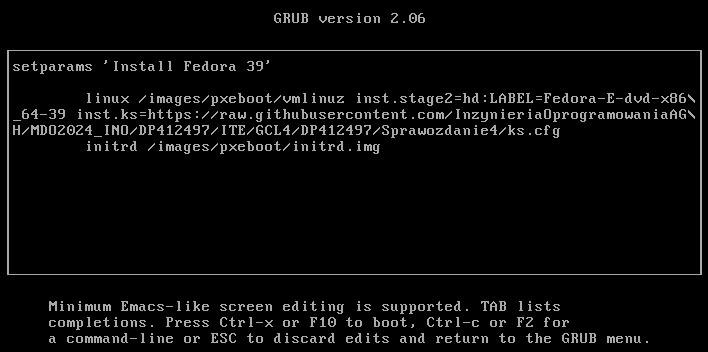 GRUB version 2.06
setparams 'Install Fedora 39'
linux /images/pxeboot/vmlinuz inst.stage2=hd:LABEL=Fedora-E-dvd-x86\
_64-39 inst.ks=https://raw.githubusercontent.com/InzynieriaOprogramowaniaAG\
H/MDO2024_INO/DP412497/ITE/GCL4/DP412497/Sprawozdanie4/ks.cfg
initrd /images/pxeboot/initrd.img
Minimum Emacs-like screen editing is supported. TAB lists
completions. Press Ctrl-x or F10 to boot, Ctrl-c or F2 for
a command-line or ESC to discard edits and return to the GRUB menu.